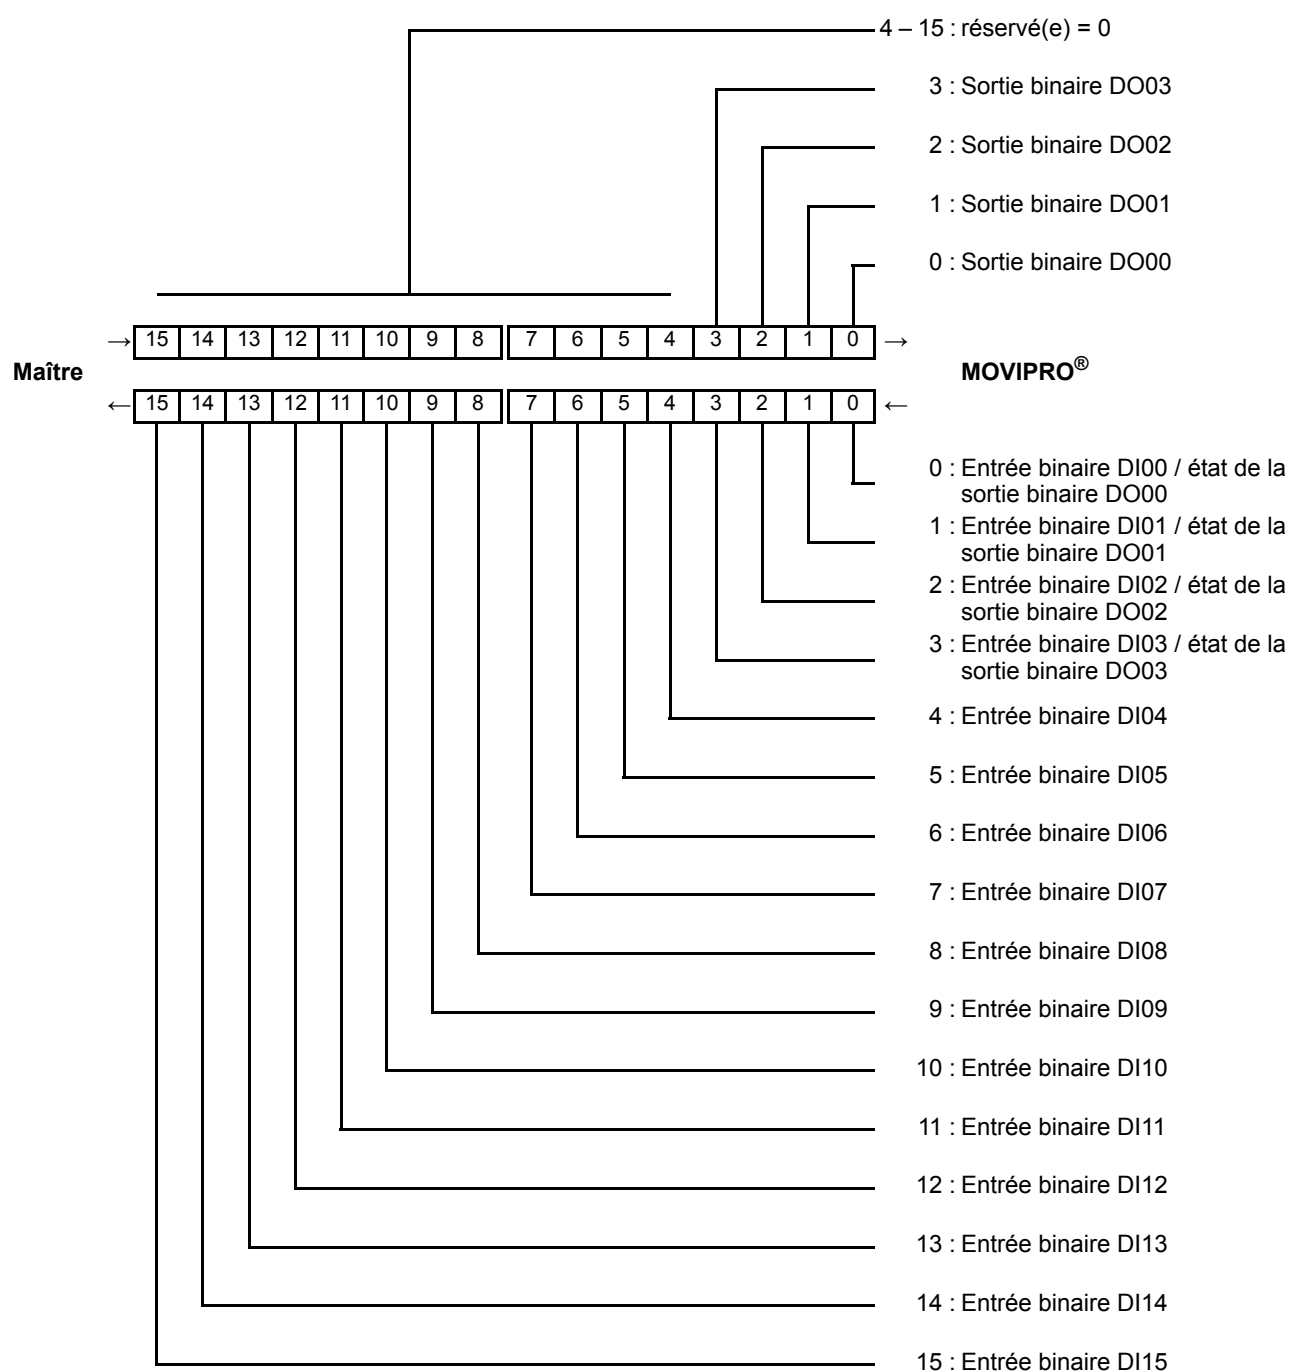 4 – 15 : réservé(e) = 0
3 : Sortie binaire DO03
2 : Sortie binaire DO02
1 : Sortie binaire DO01
0 : Sortie binaire DO00
→ 15 14 13 12 11 10 9 8 7 6 5 4 3 2 1 0 →
Maître MOVIPRO®
← 15 14 13 12 11 10 9 8 7 6 5 4 3 2 1 0 ←
0 : Entrée binaire DI00 / état de la
sortie binaire DO00
1 : Entrée binaire DI01 / état de la
sortie binaire DO01
2 : Entrée binaire DI02 / état de la
sortie binaire DO02
3 : Entrée binaire DI03 / état de la
sortie binaire DO03
4 : Entrée binaire DI04
5 : Entrée binaire DI05
6 : Entrée binaire DI06
7 : Entrée binaire DI07
8 : Entrée binaire DI08
9 : Entrée binaire DI09
10 : Entrée binaire DI10
11 : Entrée binaire DI11
12 : Entrée binaire DI12
13 : Entrée binaire DI13
14 : Entrée binaire DI14
15 : Entrée binaire DI15